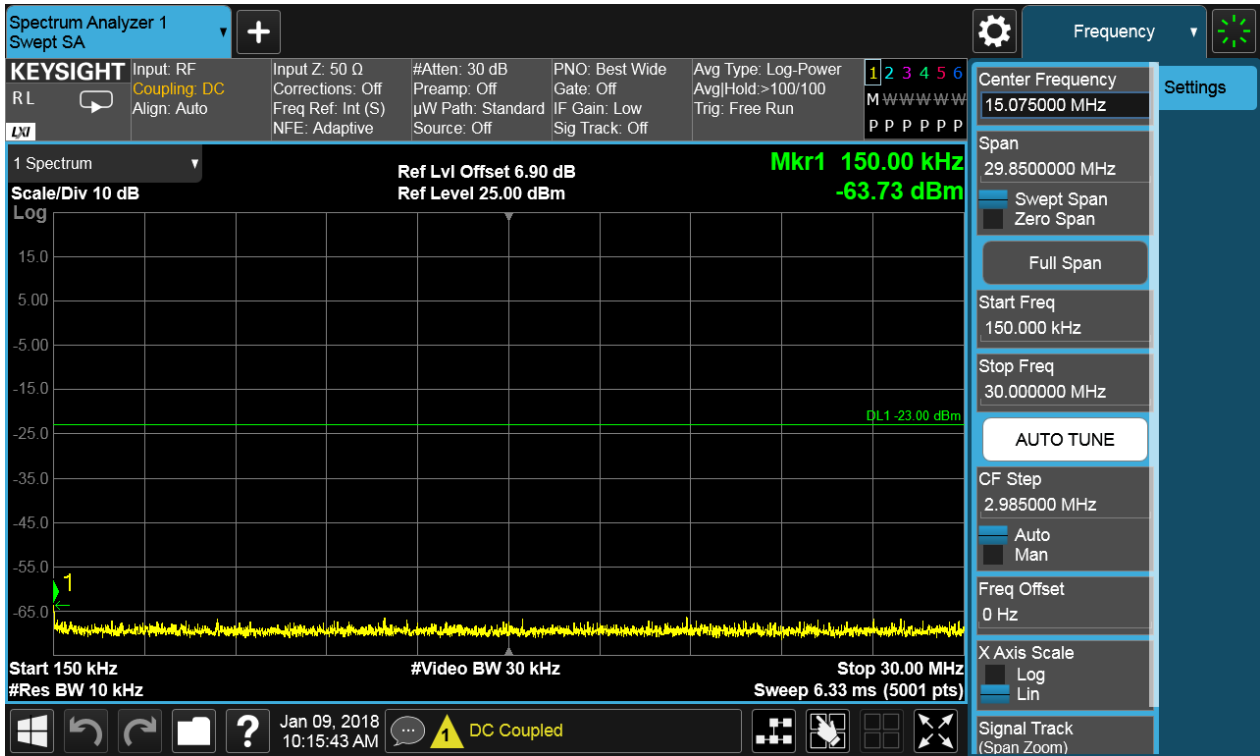 Spectrum Analyzer 1
Swept SA
Frequency
KEYSIGHT
RL
LXI
Input: RF
Coupling: DC
Align: Auto
Input Z: 50 Ω
Corrections: Off
Freq Ref: Int (S)
NFE: Adaptive
#Atten: 30 dB
Preamp: Off
µW Path: Standard
Source: Off
PNO: Best Wide
Gate: Off
IF Gain: Low
Sig Track: Off
Avg Type: Log-Power
Avg|Hold:>100/100
Trig: Free Run
1 2 3 4 5 6
M W W W W W
P P P P P P
1 Spectrum
Scale/Div 10 dB
Ref Lvl Offset 6.90 dB
Ref Level 25.00 dBm
Mkr1 150.00 kHz
-63.73 dBm
Log
15.0
5.00
-5.00
-15.0
DL1 -23.00 dBm
-25.0
-35.0
-45.0
-55.0
1
-65.0
Start 150 kHz
#Video BW 30 kHz
Stop 30.00 MHz
#Res BW 10 kHz
Sweep 6.33 ms (5001 pts)
Center Frequency
15.075000 MHz
Span
29.8500000 MHz
Swept Span
Zero Span
Full Span
Start Freq
150.000 kHz
Stop Freq
30.000000 MHz
AUTO TUNE
CF Step
2.985000 MHz
Auto
Man
Freq Offset
0 Hz
X Axis Scale
Log
Lin
Signal Track
(Span Zoom)
Settings
?
Jan 09, 2018
10:15:43 AM
1
DC Coupled